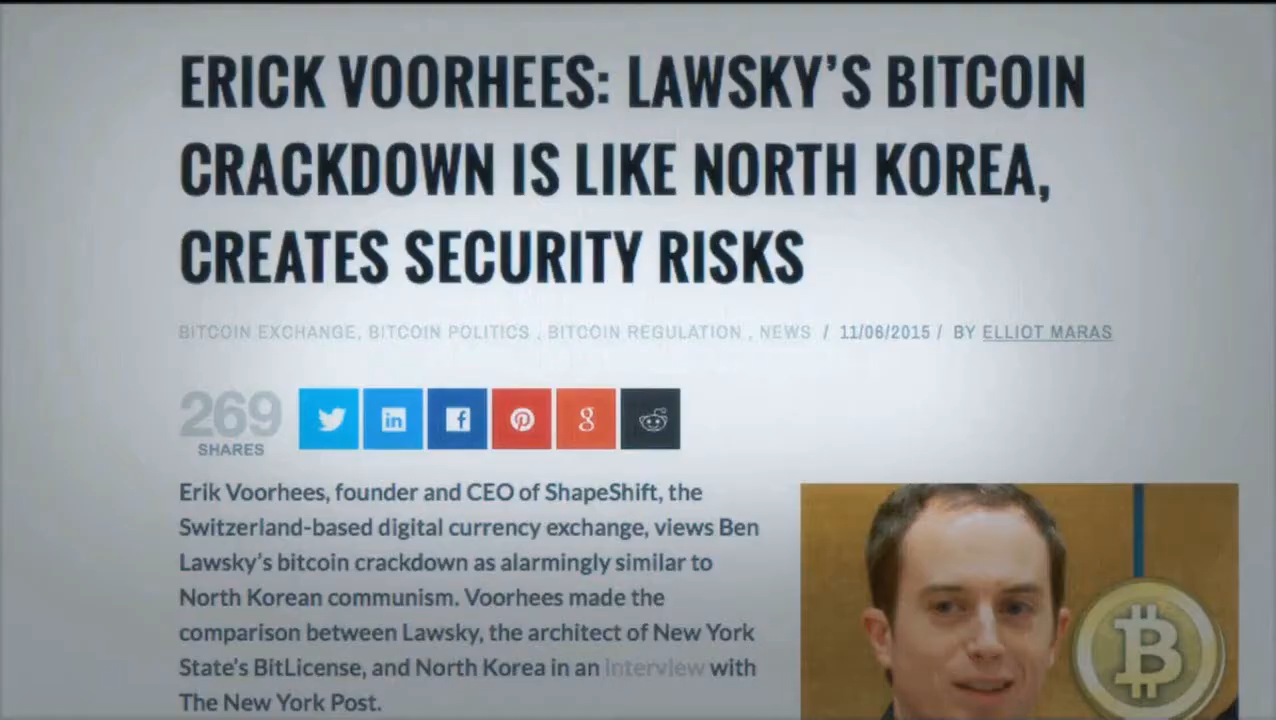 ERICK VOORHEES: LAWSKY'S BITCOIN
CRACKDOWN IS LIKE NORTH KOREA,
CREATES SECURITY RISKS
BITCOIN EXCHANGE, BITCOIN POLITICS , BITCOIN REGULATION , NEWS / 11/06/2015 / BY ELLIOT MARAS
269
SHARES
Erik Voorhees, founder and CEO of ShapeShift, the
Switzerland-based digital currency exchange, views Ben
Lawsky's bitcoin crackdown as alarmingly similar to
North Korean communism. Voorhees made the
comparison between Lawsky, the architect of New York
State's BitLicense, and North Korea in an interview with
The New York Post.